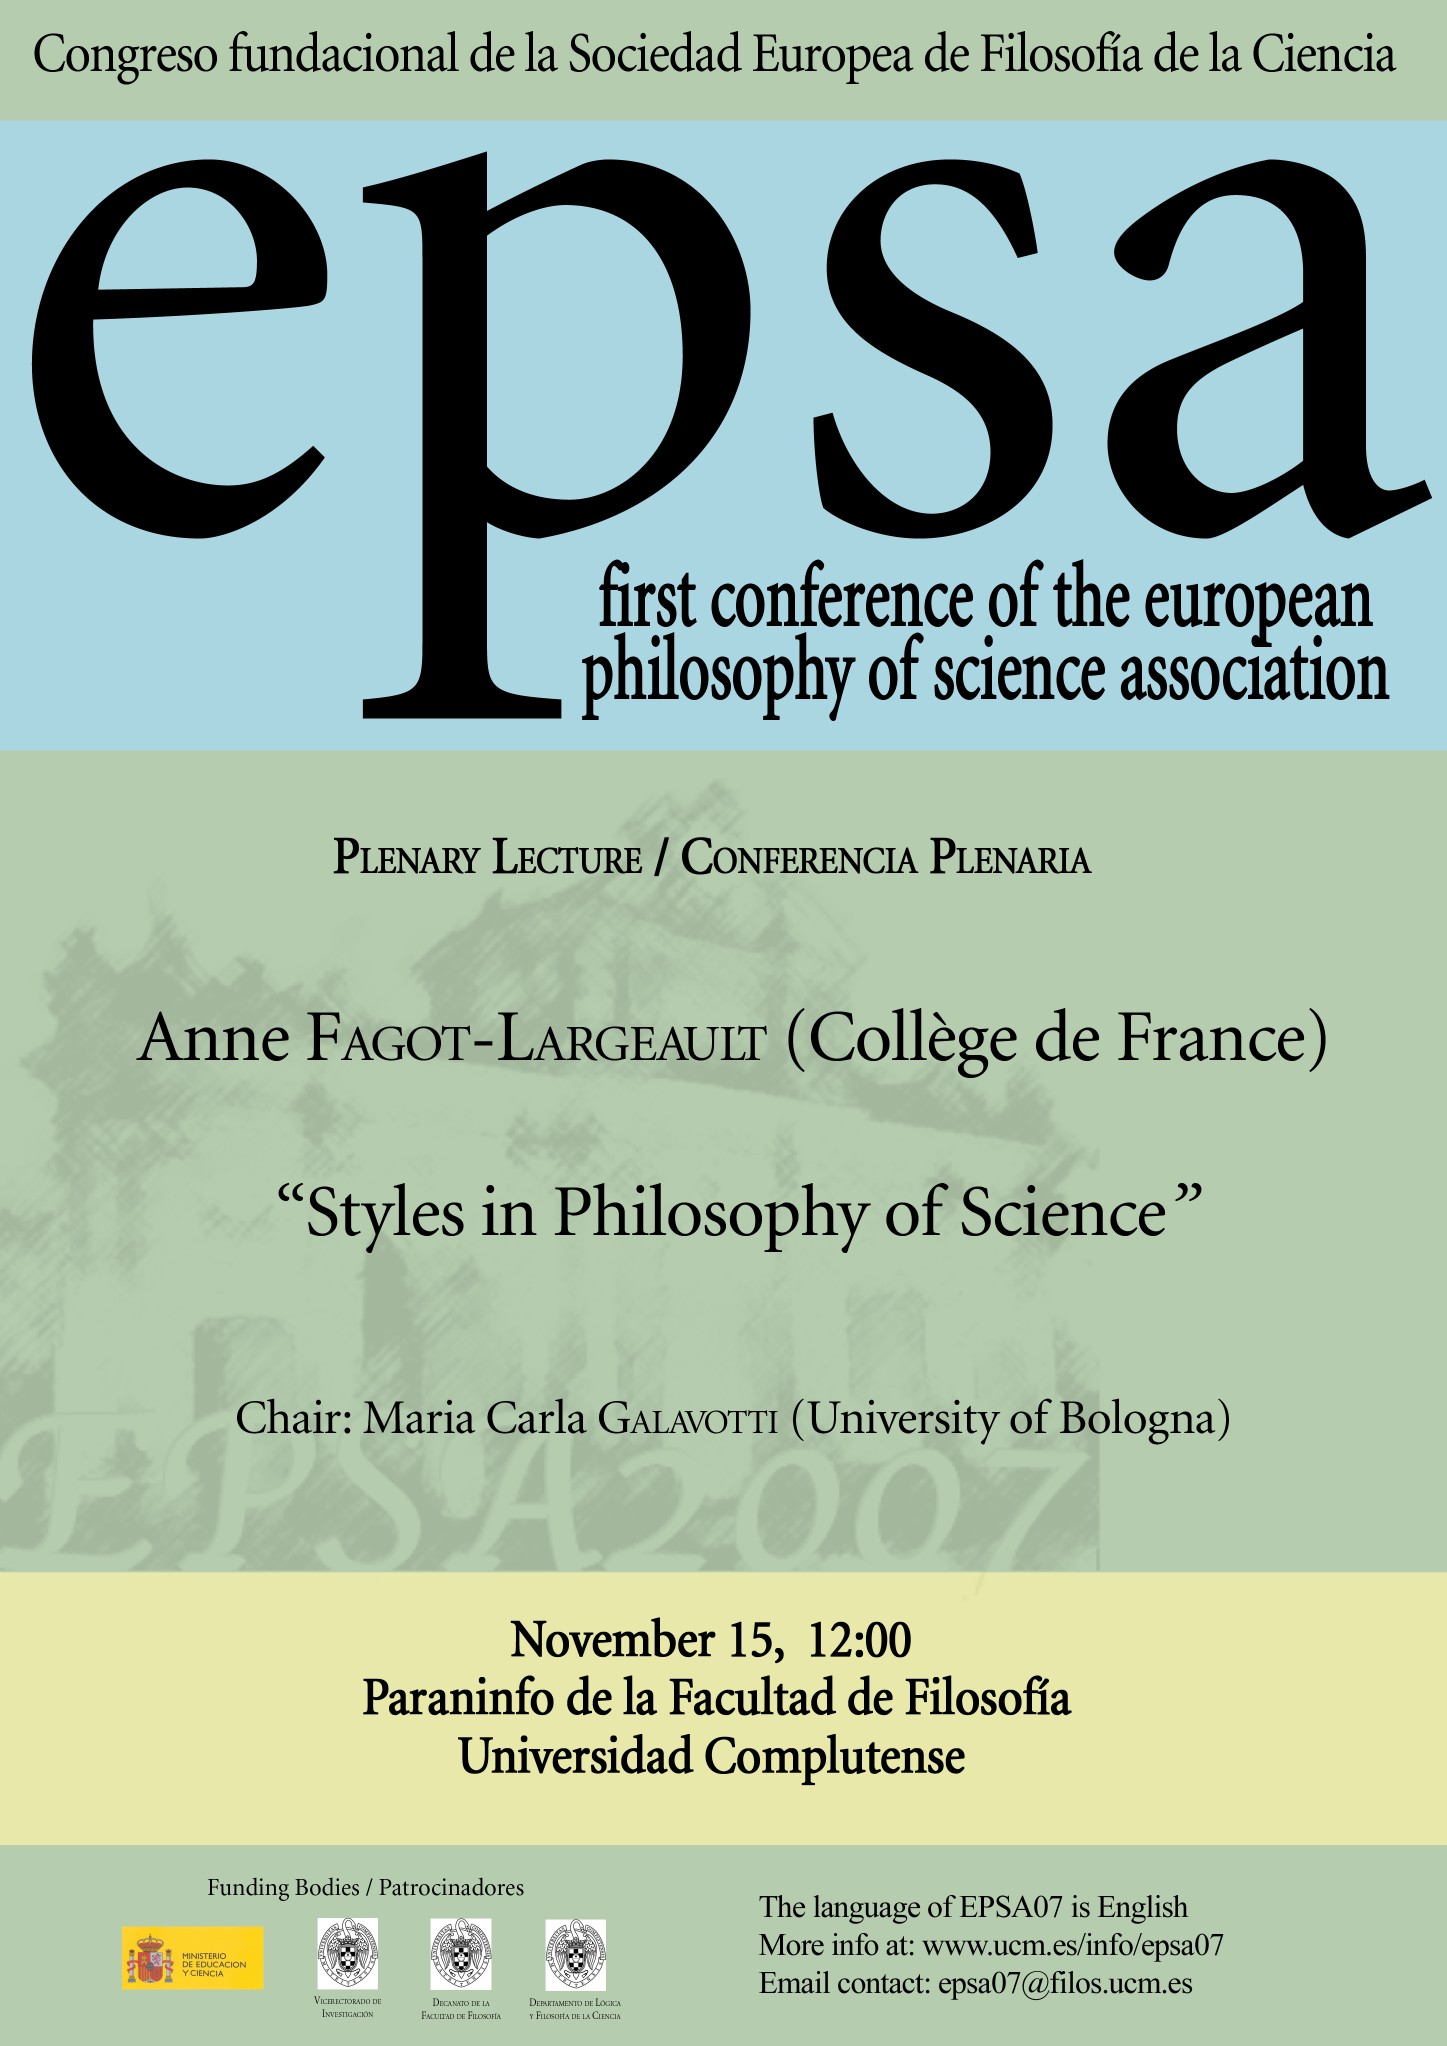 Congreso fundacional de la Sociedad Europea de Filosofía de la Ciencia
epsa
first conference of the european
philosophy of science association
Plenary Lecture / Conferencia Plenaria
Anne Fagot-Largeault (Collège de France)
“Styles in Philosophy of Science”
Chair: Maria Carla Galavotti (University of Bologna)
EPSA2007
November 15, 12:00
Paraninfo de la Facultad de Filosofía
Universidad Complutense
Funding Bodies / Patrocinadores
MINISTERIO
DE EDUCACION
Y CIENCIA
Vicerectorado de
Investigación
Decanato de la
Facultad de Filosofía
Departamento de Lógica
y Filosofía de la Ciencia
The language of EPSA07 is English
More info at: www.ucm.es/info/epsa07
Email contact: epsa07@filos.ucm.es